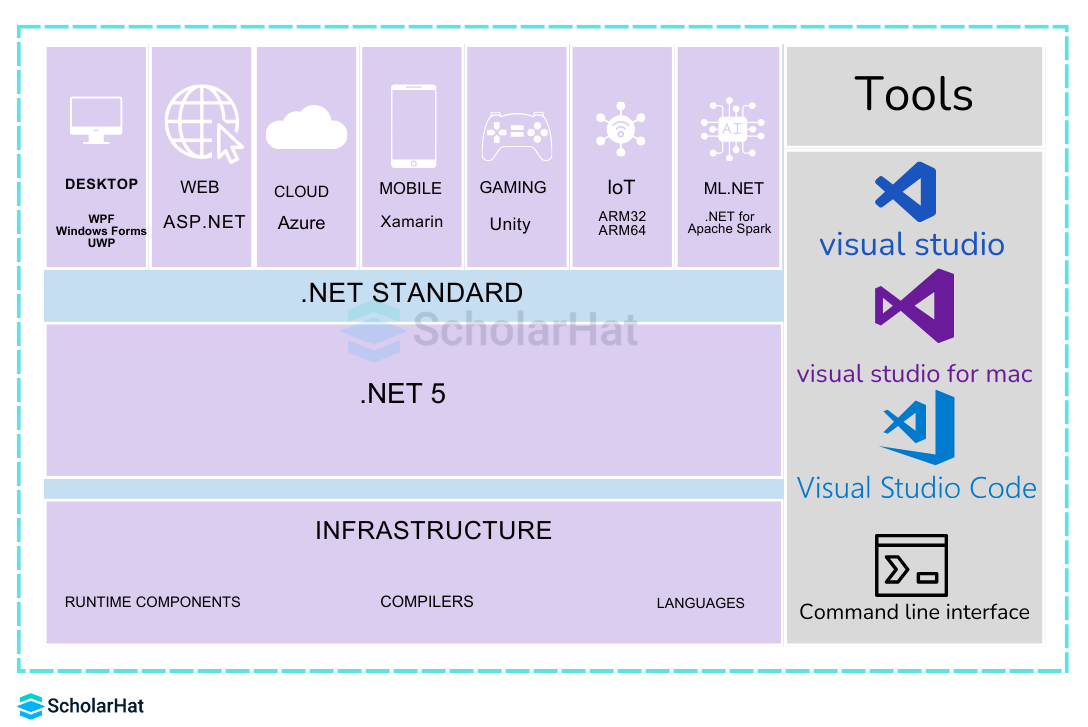 DESKTOP
WPF
Windows Forms
UWP
WEB
ASP.NET
CLOUD
Azure
MOBILE
Xamarin
GAMING
Unity
IoT
ARM32
ARM64
AI
ML.NET
.NET for
Apache Spark
.NET STANDARD
ScholarHat
.NET 5
INFRASTRUCTURE
RUNTIME COMPONENTS
COMPILERS
LANGUAGES
Tools
visual studio
visual studio for mac
Visual Studio Code
Command line interface
ScholarHat